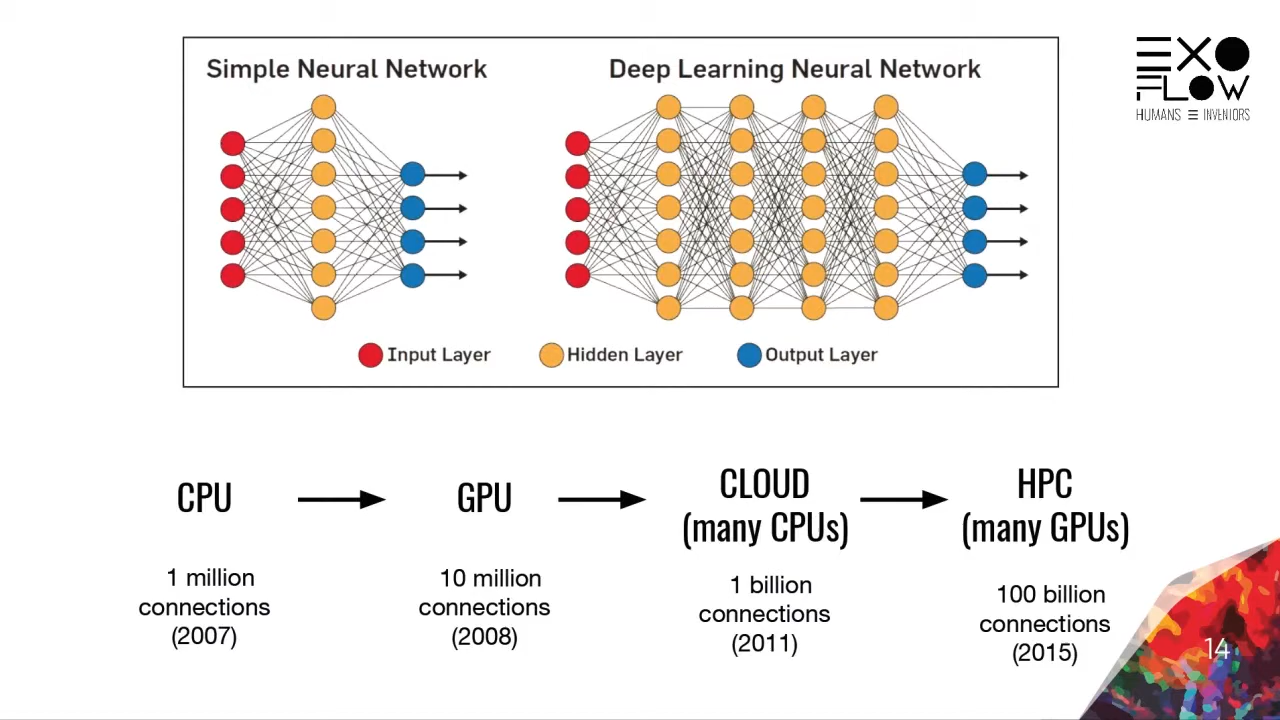 Simple Neural Network
Deep Learning Neural Network
Input Layer
Hidden Layer
Output Layer
EXO
FLOW
HUMANS ≡ INVENTORS
CPU
GPU
CLOUD
(many CPUs)
HPC
(many GPUs)
1 million
connections
(2007)
10 million
connections
(2008)
1 billion
connections
(2011)
100 billion
connections
(2015)
14